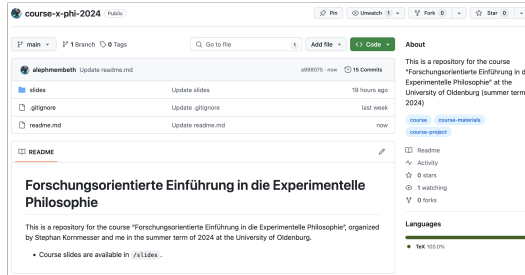 course-x-phi-2024 Public
Pin Unwatch 1 Fork 0 Star 0
main 1 Branch 0 Tags Go to file t Add file Code
alephmembeth Update readme.md a988075 · now 15 Commits
slides Update slides 19 hours ago
.gitignore Update .gitignore last week
readme.md Update readme.md now
README
Forschungsorientierte Einführung in die Experimentelle
Philosophie
This is a repository for the course "Forschungsorientierte Einführung in die Experimentelle Philosophie", organized
by Stephan Kornmesser and me in the summer term of 2024 at the University of Oldenburg.
• Course slides are available in /slides .
About
This is a repository for the course
"Forschungsorientierte Einführung in d
Experimentelle Philosophie" at the
University of Oldenburg (summer term
2024)
course course-materials
course-project
Readme
Activity
0 stars
1 watching
0 forks
Languages
TeX 100.0%